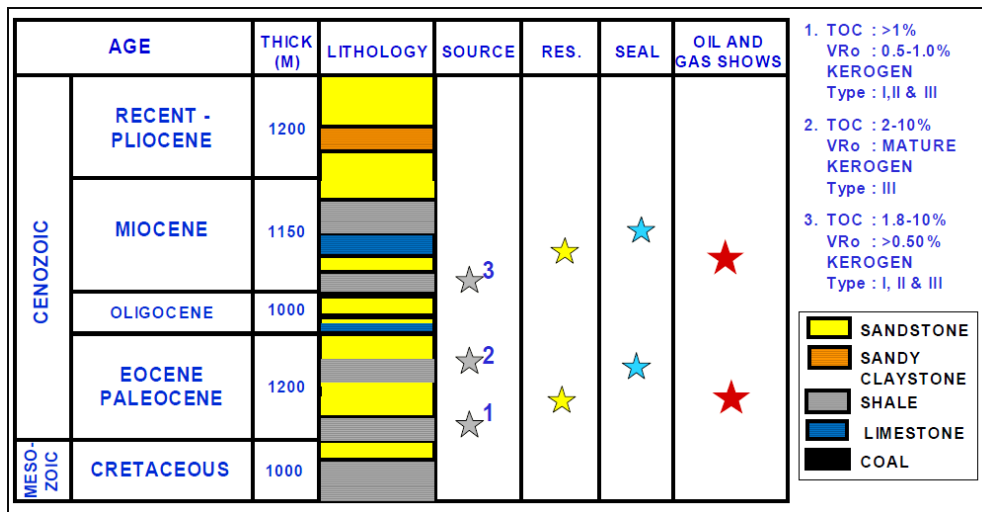 AGE
THICK
(M)
LITHOLOGY
SOURCE
RES.
SEAL
OIL AND
GAS SHOWS
CENOZOIC
RECENT -
PLIOCENE
1200
MIOCENE
1150
3
OLIGOCENE
1000
EOCENE
PALEOCENE
1200
2
1
MESO-
ZOIC
CRETACEOUS
1000
1. TOC : >1%
VRo : 0.5-1.0%
KEROGEN
Type : I,II & III
2. TOC : 2-10%
VRo : MATURE
KEROGEN
Type : III
3. TOC : 1.8-10%
VRo : >0.50%
KEROGEN
Type : I, II & III
SANDSTONE
SANDY
CLAYSTONE
SHALE
LIMESTONE
COAL